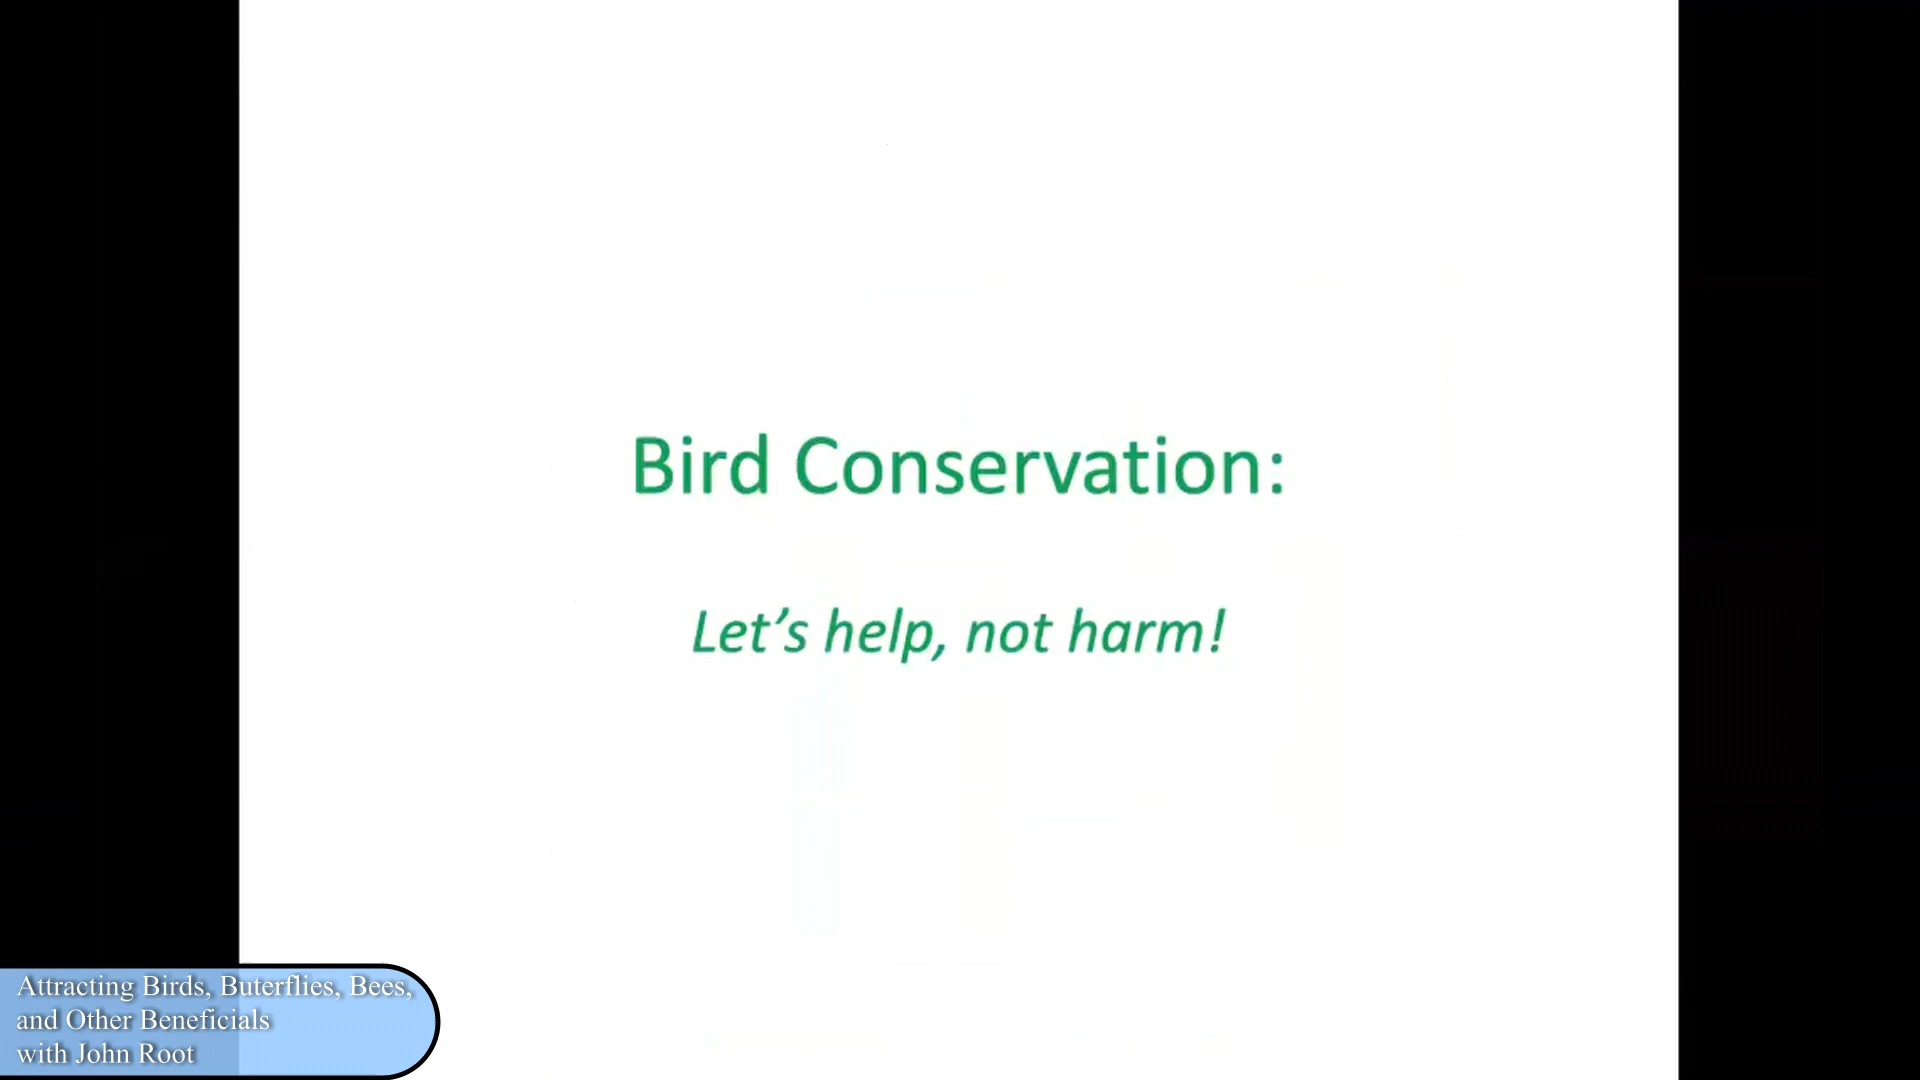 Bird Conservation:
Let's help, not harm!
Attracting Birds, Buterflies, Bees,
and Other Beneficials
with John Root